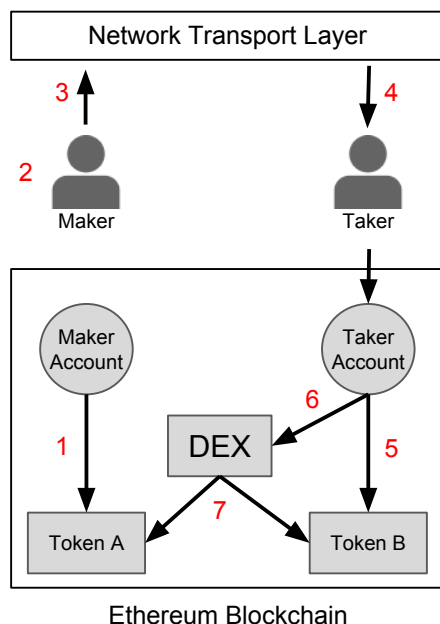 Network Transport Layer
3
4
2
Maker
Taker
Maker
Account
Taker
Account
6
1
DEX
5
7
Token A
Token B
Ethereum Blockchain